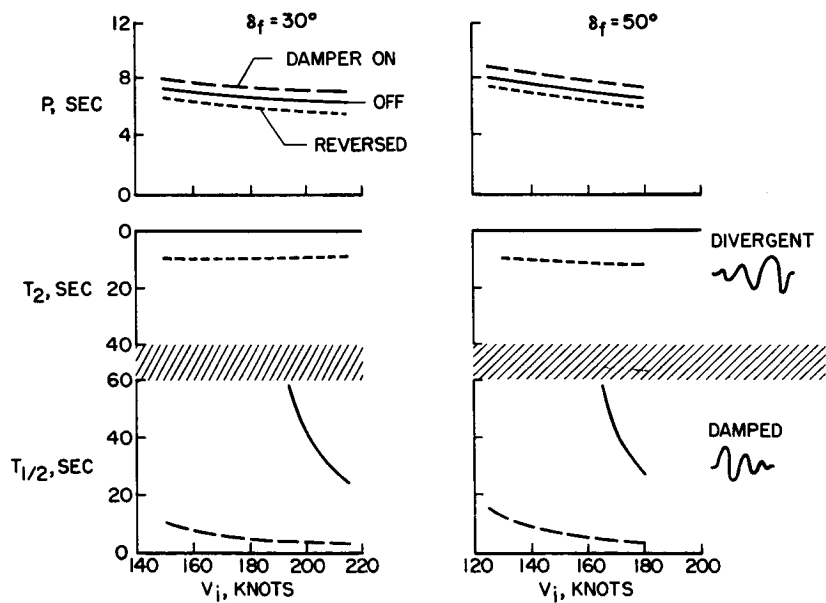 δf = 30°
δf = 50°
12
8
4
0
P, SEC
DAMPER ON
OFF
REVERSED
0
20
40
T2, SEC
DIVERGENT
60
40
20
0
T1/2, SEC
DAMPED
140 160 180 200 220
120 140 160 180 200
Vi, KNOTS
Vi, KNOTS